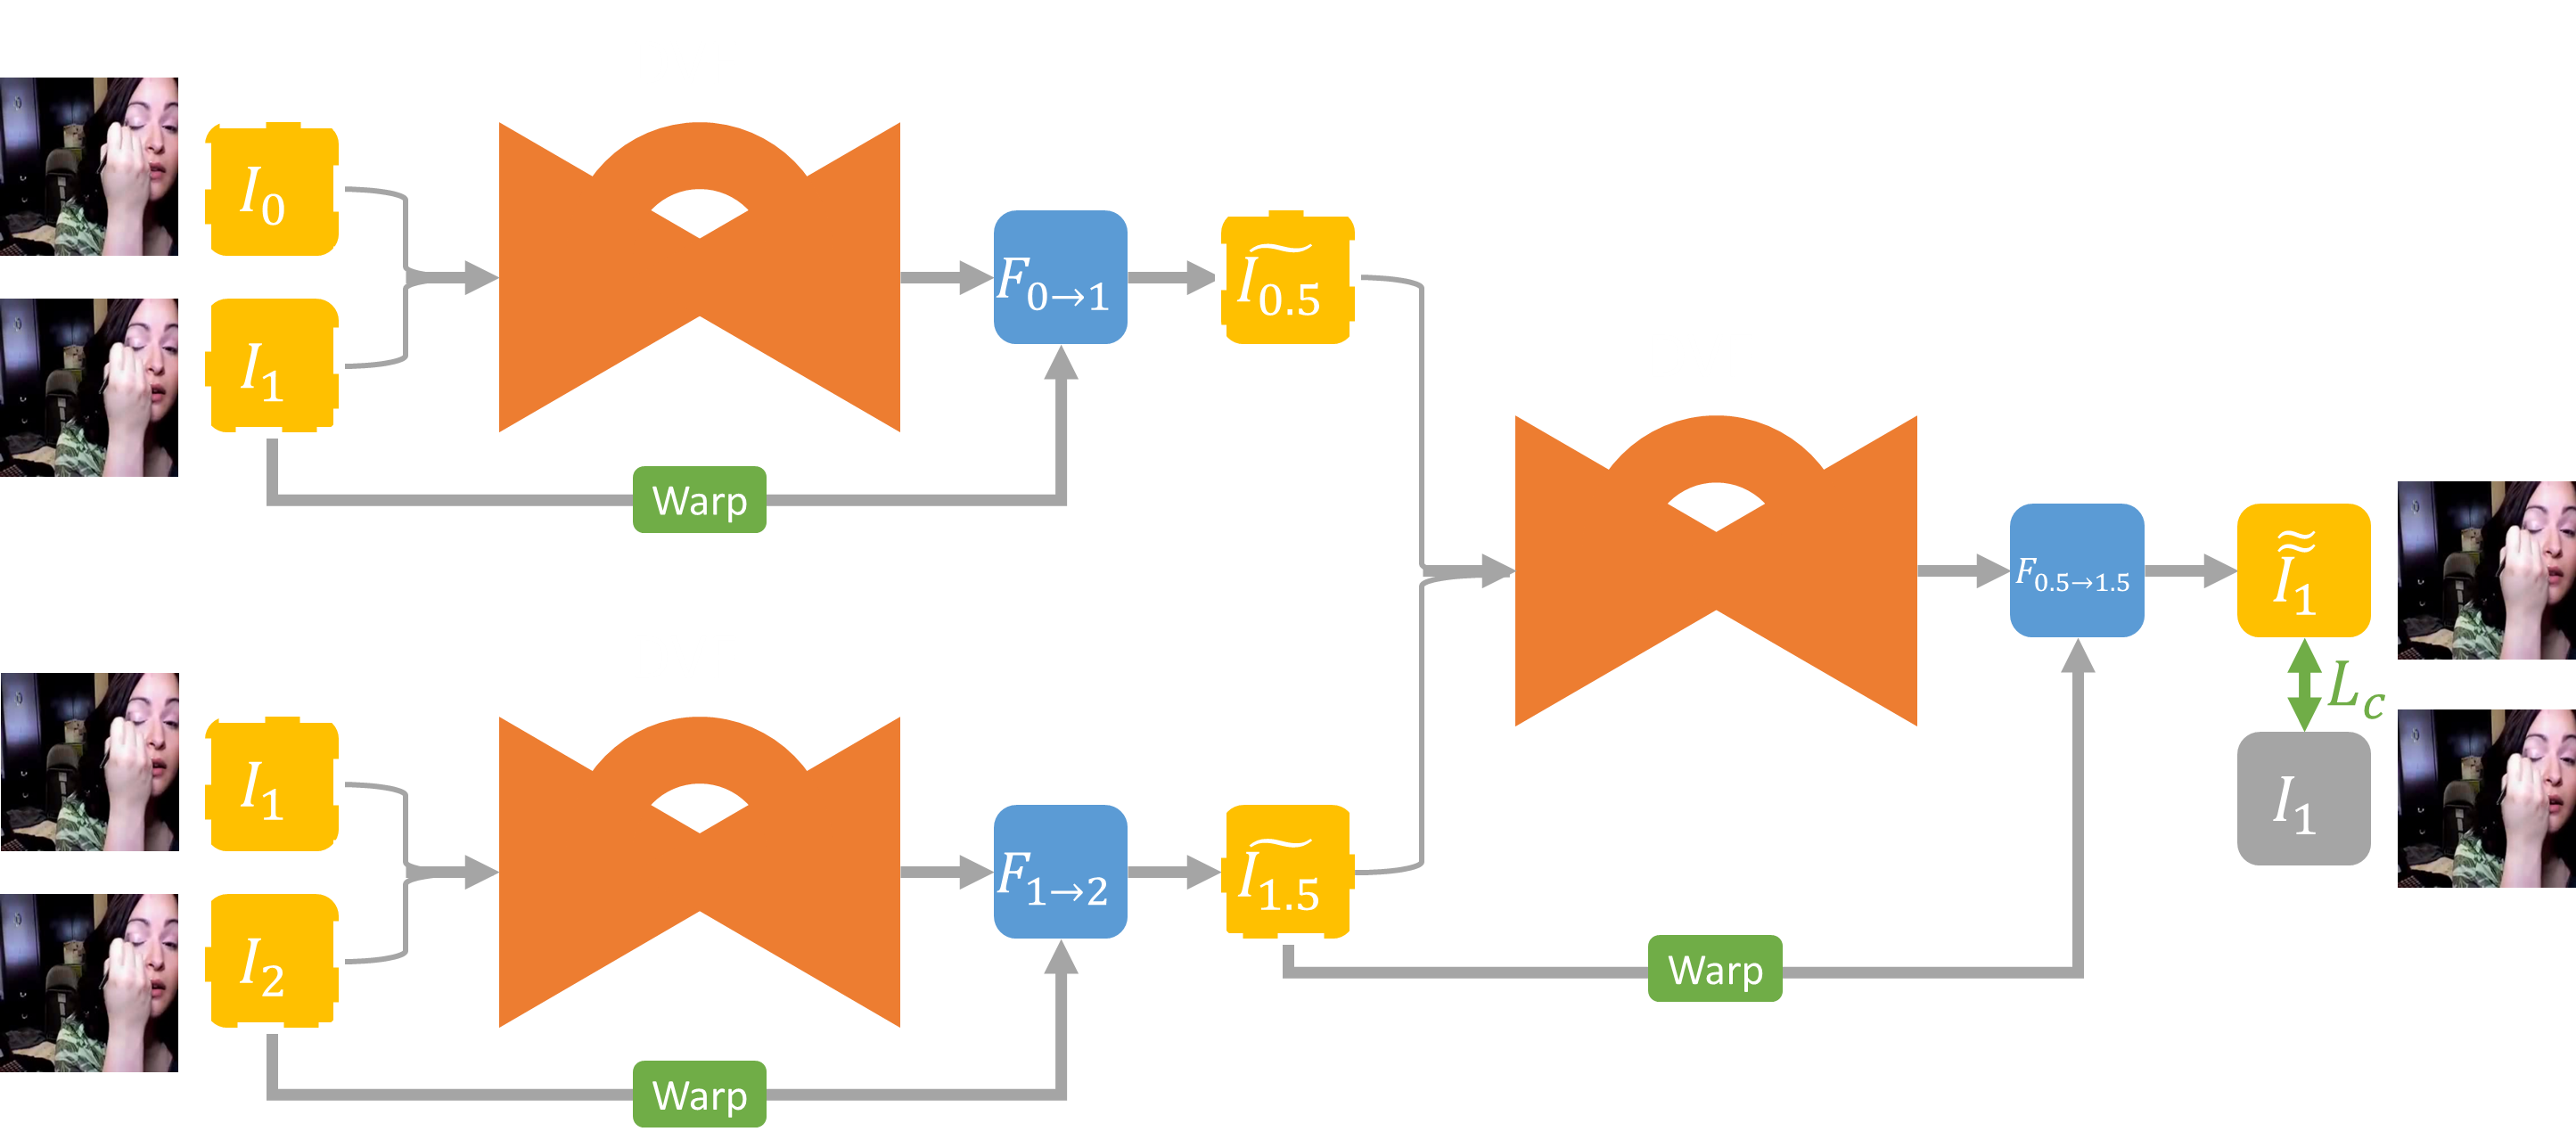 I₀
I₁
F₀→₁
Ĩ₀.₅
Warp
F₀.₅→₁.₅
Ĩ̃₁
L_c
I₁
I₁
I₂
F₁→₂
Ĩ₁.₅
Warp
Warp